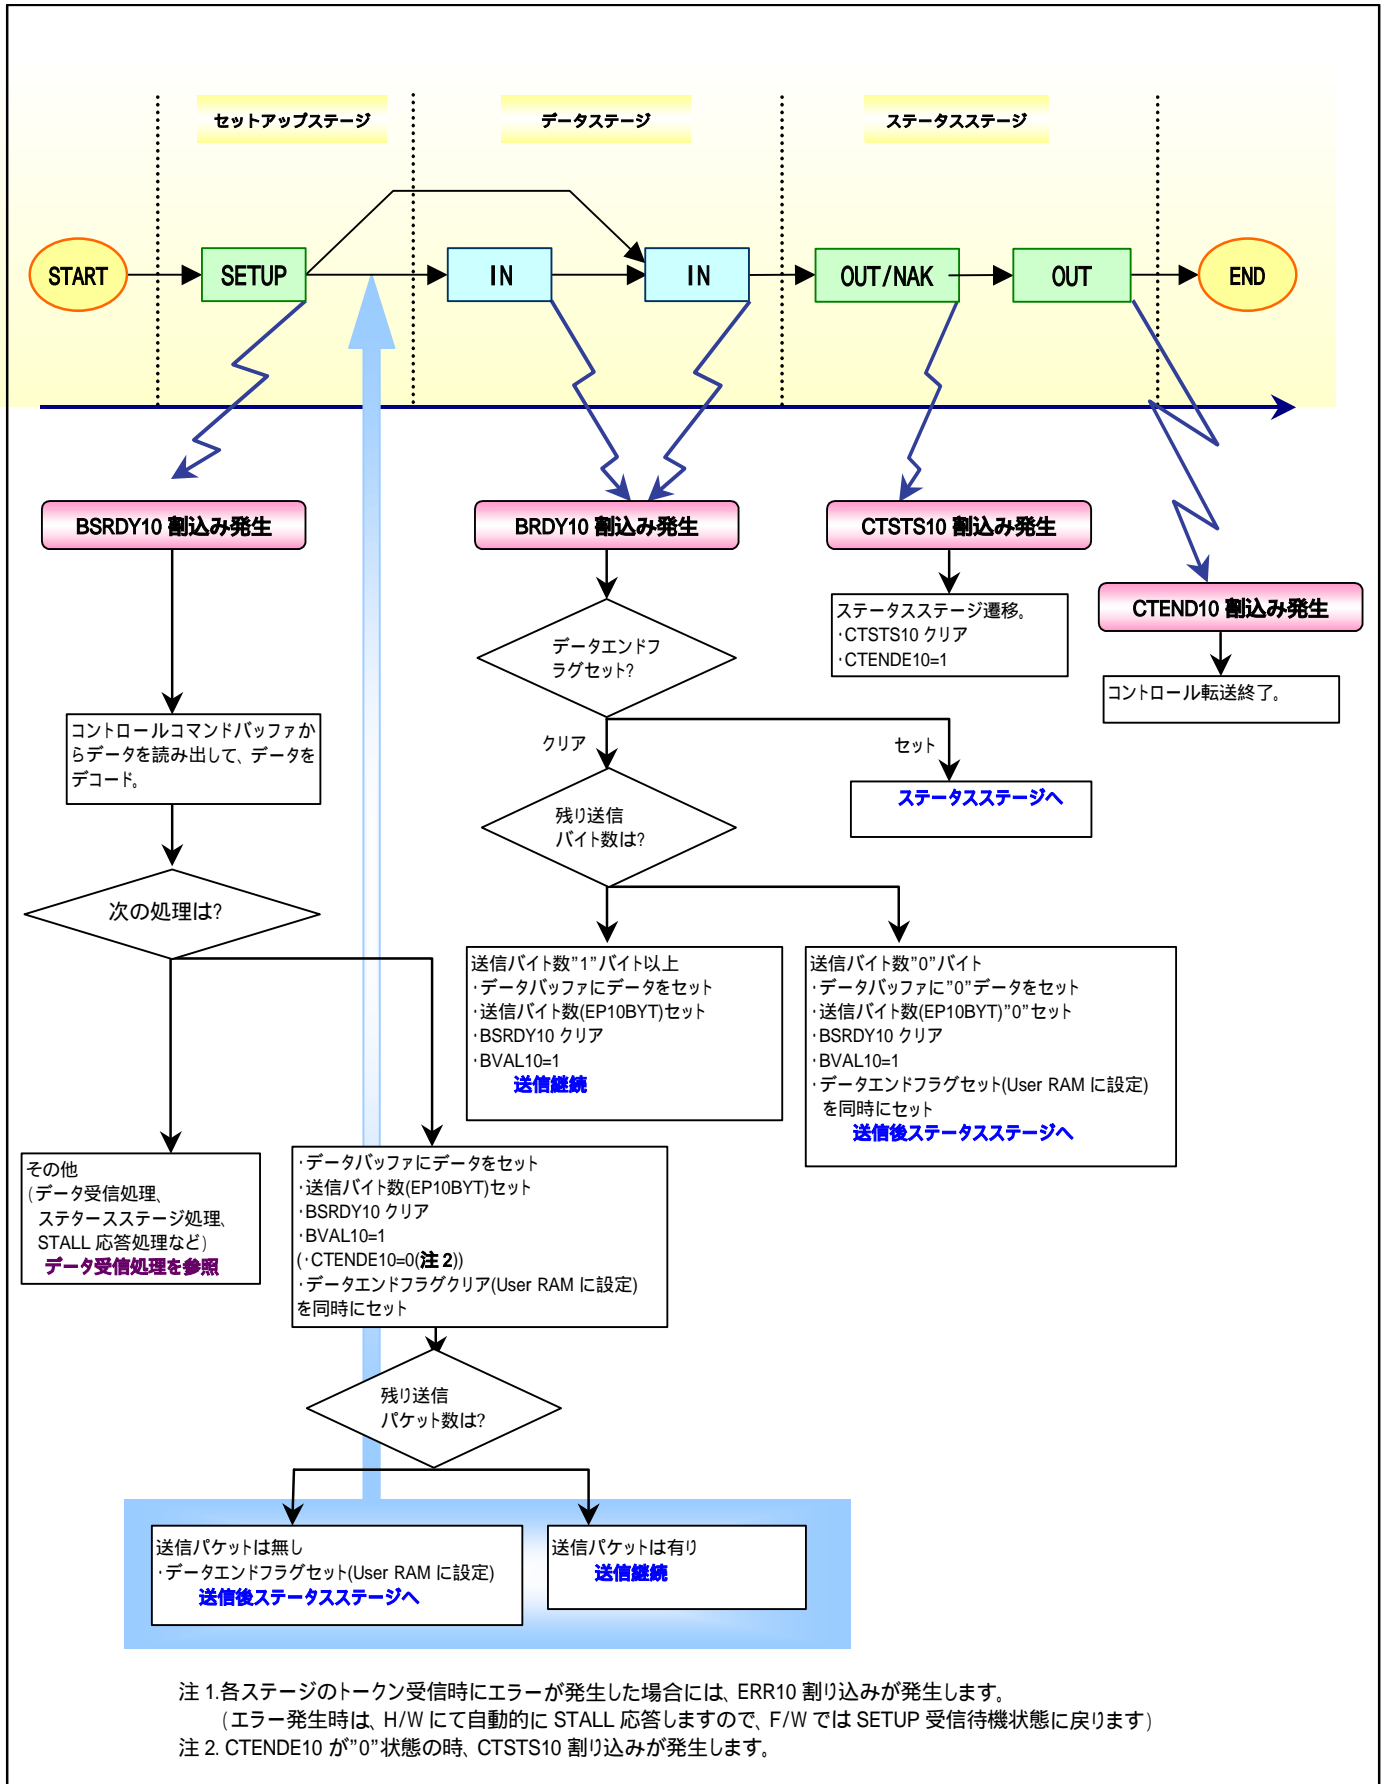 セットアップステージ
データステージ
ステータスステージ
START
SETUP
IN
IN
OUT/NAK
OUT
END
BSRDY10 割込み発生
BRDY10 割込み発生
CTSTS10 割込み発生
CTEND10 割込み発生
ステータスステージ遷移。
・CTSTS10 クリア
・CTENDE10=1
コントロール転送終了。
データエンドフ
ラグセット?
コントロールコマンドバッファか
らデータを読み出して、データを
デコード。
クリア
セット
ステータスステージへ
残り送信
バイト数は?
次の処理は?
送信バイト数"1"バイト以上
・データバッファにデータをセット
・送信バイト数(EP10BYT)セット
・BSRDY10 クリア
・BVAL10=1
送信継続
送信バイト数"0"バイト
・データバッファに"0"データをセット
・送信バイト数(EP10BYT)"0"セット
・BSRDY10 クリア
・BVAL10=1
・データエンドフラグセット(User RAM に設定)
を同時にセット
送信後ステータスステージへ
その他
(データ受信処理、
ステタースステージ処理、
STALL 応答処理など)
データ受信処理を参照
・データバッファにデータをセット
・送信バイト数(EP10BYT)セット
・BSRDY10 クリア
・BVAL10=1
(・CTENDE10=0(注 2))
・データエンドフラグクリア(User RAM に設定)
を同時にセット
残り送信
パケット数は?
送信パケットは無し
・データエンドフラグセット(User RAM に設定)
送信後ステータスステージへ
送信パケットは有り
送信継続
注 1.各ステージのトークン受信時にエラーが発生した場合には、ERR10 割り込みが発生します。
(エラー発生時は、H/W にて自動的に STALL 応答しますので、F/W では SETUP 受信待機状態に戻ります)
注 2. CTENDE10 が"0"状態の時、CTSTS10 割り込みが発生します。